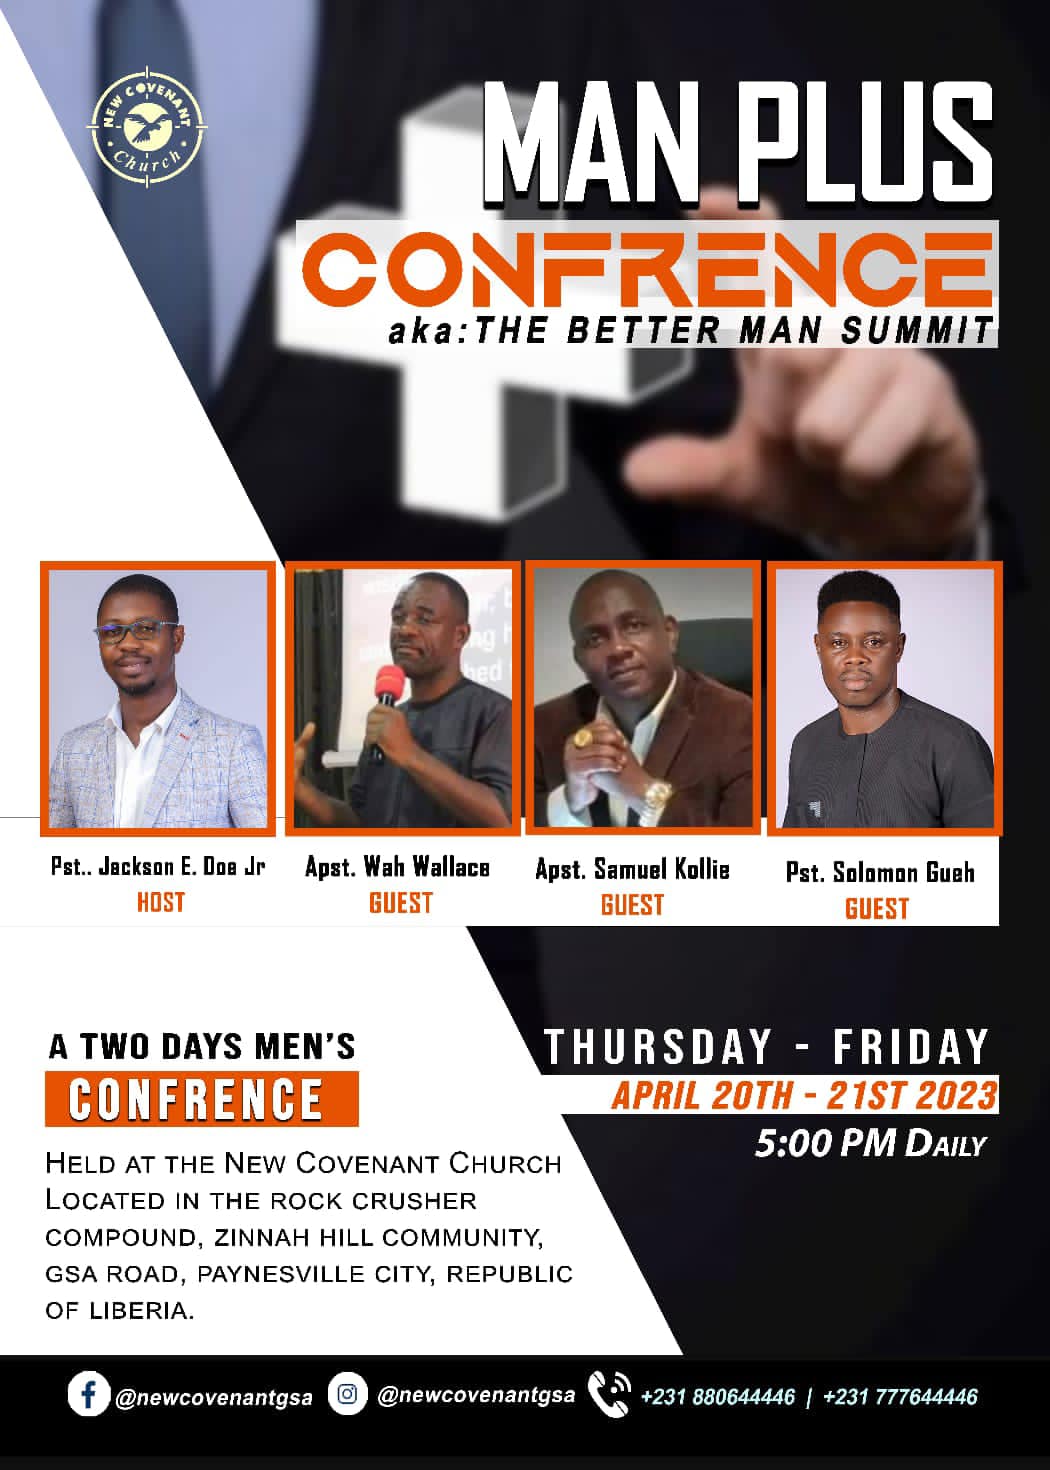 NEW COVENANT
Church
MAN PLUS
CONFRENCE
aka:THE BETTER MAN SUMMIT
Pst.. Jackson E. Doe Jr
HOST
Apst. Wah Wallace
GUEST
Apst. Samuel Kollie
GUEST
Pst. Solomon Gueh
GUEST
A TWO DAYS MEN'S
CONFRENCE
HELD AT THE NEW COVENANT CHURCH
LOCATED IN THE ROCK CRUSHER
COMPOUND, ZINNAH HILL COMMUNITY,
GSA ROAD, PAYNESVILLE CITY, REPUBLIC
OF LIBERIA.
THURSDAY - FRIDAY
APRIL 20TH - 21ST 2023
5:00 PM DAILY
@newcovenantgsa
@newcovenantgsa
+231 880644446 | +231 777644446